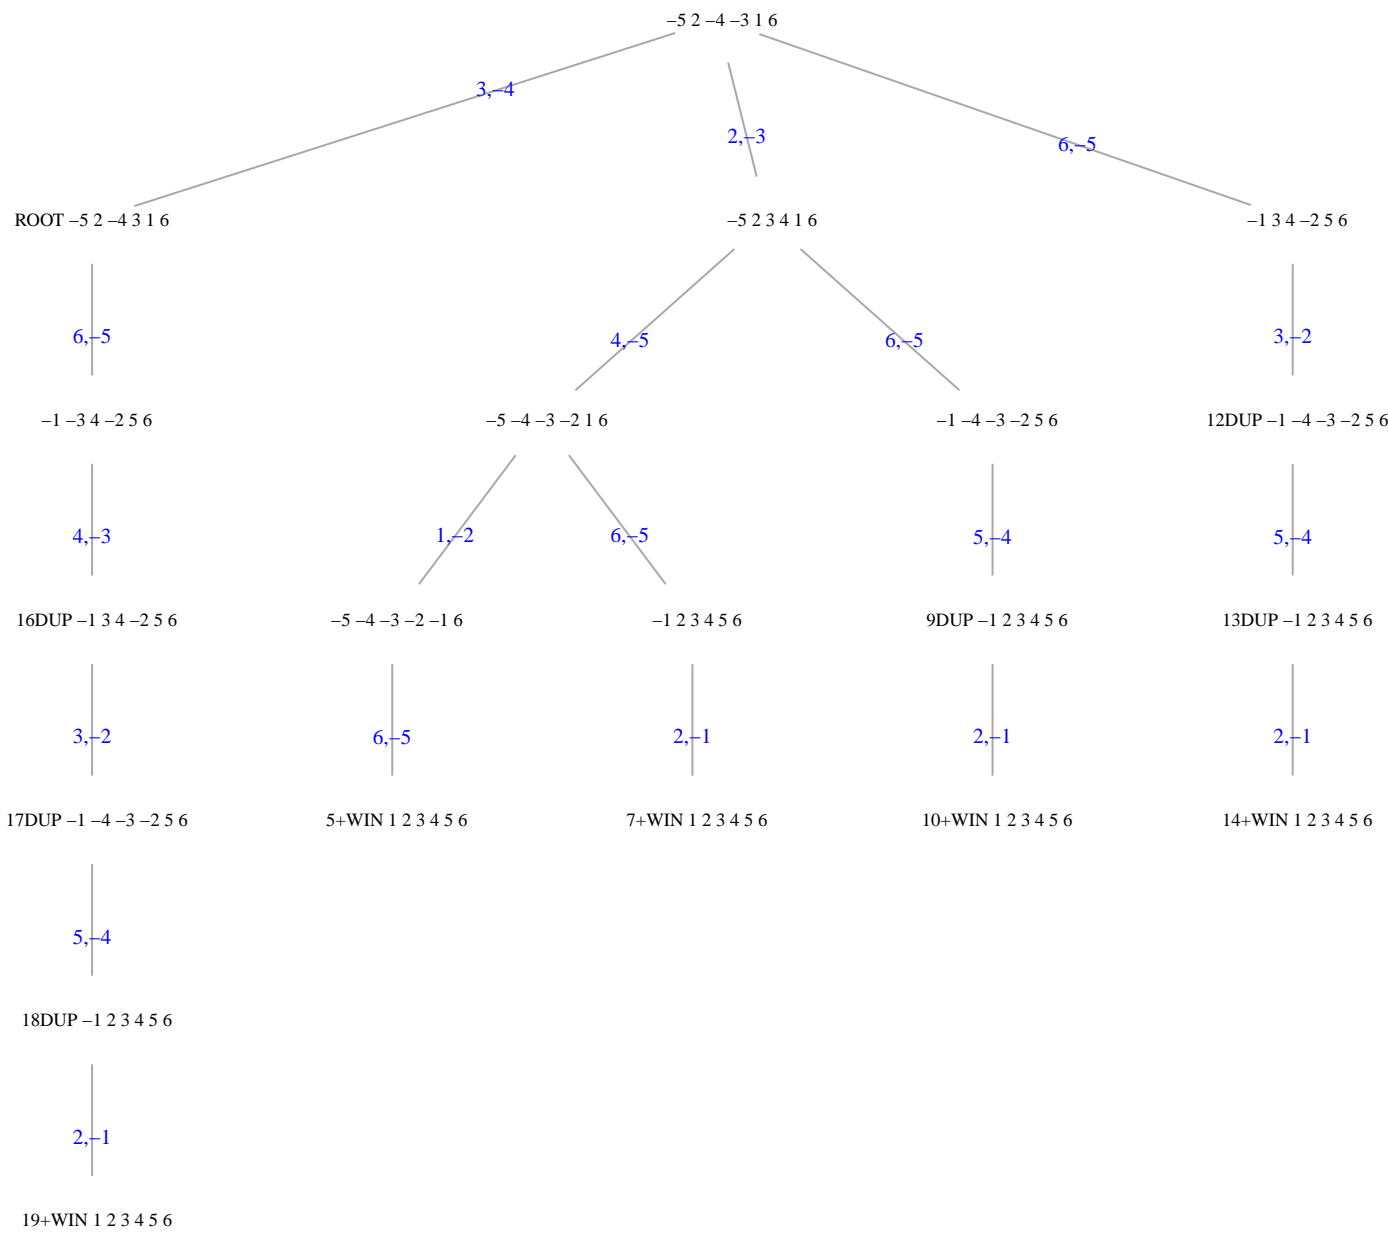 –5 2 –4 –3 1 6
3,–4
2,–3
6,–5
ROOT –5 2 –4 3 1 6
–5 2 3 4 1 6
–1 3 4 –2 5 6
6,–5
4,–5
6,–5
3,–2
–1 –3 4 –2 5 6
–5 –4 –3 –2 1 6
–1 –4 –3 –2 5 6
12DUP –1 –4 –3 –2 5 6
4,–3
1,–2
6,–5
5,–4
5,–4
16DUP –1 3 4 –2 5 6
–5 –4 –3 –2 –1 6
–1 2 3 4 5 6
9DUP –1 2 3 4 5 6
13DUP –1 2 3 4 5 6
3,–2
6,–5
2,–1
2,–1
2,–1
17DUP –1 –4 –3 –2 5 6
5+WIN 1 2 3 4 5 6
7+WIN 1 2 3 4 5 6
10+WIN 1 2 3 4 5 6
14+WIN 1 2 3 4 5 6
5,–4
18DUP –1 2 3 4 5 6
2,–1
19+WIN 1 2 3 4 5 6